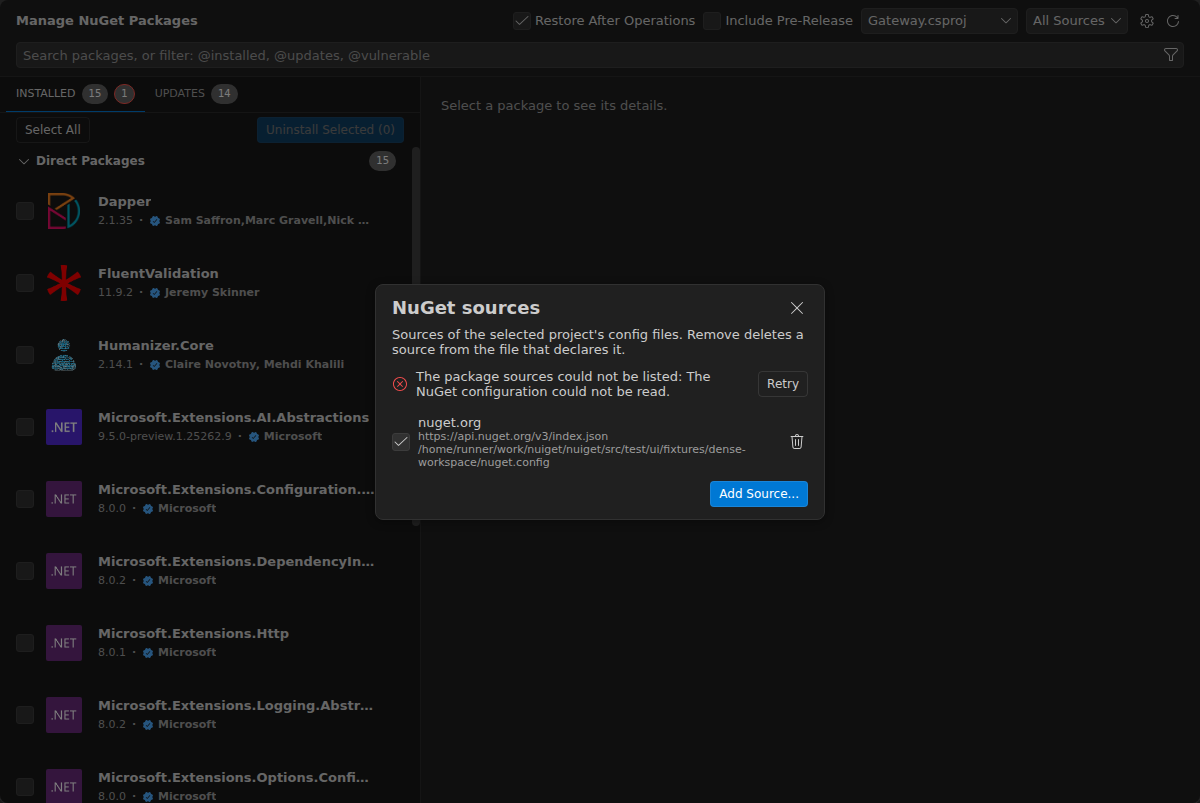 Manage NuGet Packages
Restore After Operations
Include Pre-Release
Gateway.csproj
All Sources
Search packages, or filter: @installed, @updates, @vulnerable
INSTALLED 15 1 UPDATES 14
Select a package to see its details.
Select All
Uninstall Selected (0)
Direct Packages 15
Dapper
2.1.35 · Sam Saffron,Marc Gravell,Nick ...
FluentValidation
11.9.2 · Jeremy Skinner
Humanizer.Core
2.14.1 · Claire Novotny, Mehdi Khalili
.NET
Microsoft.Extensions.AI.Abstractions
9.5.0-preview.1.25262.9 · Microsoft
.NET
Microsoft.Extensions.Configuration....
8.0.0 · Microsoft
.NET
Microsoft.Extensions.DependencyIn...
8.0.2 · Microsoft
.NET
Microsoft.Extensions.Http
8.0.1 · Microsoft
.NET
Microsoft.Extensions.Logging.Abstr...
8.0.2 · Microsoft
.NET
Microsoft.Extensions.Options.Confi...
8.0.0 · Microsoft
NuGet sources
Sources of the selected project's config files. Remove deletes a
source from the file that declares it.
The package sources could not be listed: The
NuGet configuration could not be read.
Retry
nuget.org
https://api.nuget.org/v3/index.json
/home/runner/work/nuiget/nuiget/src/test/ui/fixtures/dense-
workspace/nuget.config
Add Source...